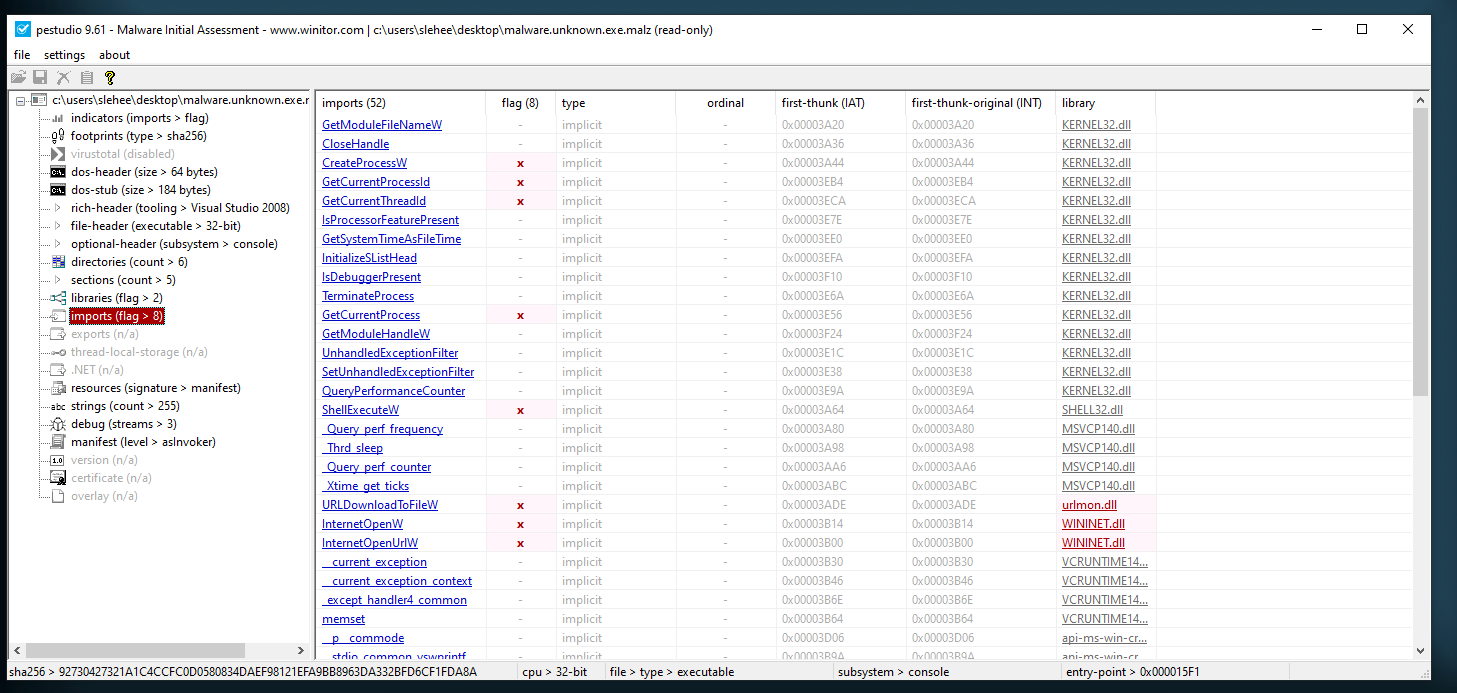 pestudio 9.61 - Malware Initial Assessment - www.winitor.com | c:\users\slehee\desktop\malware.unknown.exe.malz (read-only)
file settings about
c:\users\slehee\desktop\malware.unknown.exe.r
indicators (imports > flag)
footprints (type > sha256)
virustotal (disabled)
dos-header (size > 64 bytes)
dos-stub (size > 184 bytes)
rich-header (tooling > Visual Studio 2008)
file-header (executable > 32-bit)
optional-header (subsystem > console)
directories (count > 6)
sections (count > 5)
libraries (flag > 2)
imports (flag > 8)
exports (n/a)
thread-local-storage (n/a)
.NET (n/a)
resources (signature > manifest)
abc strings (count > 255)
debug (streams > 3)
manifest (level > asInvoker)
1.0 version (n/a)
certificate (n/a)
overlay (n/a)
imports (52) flag (8) type ordinal first-thunk (IAT) first-thunk-original (INT) library
GetModuleFileNameW - implicit - 0x00003A20 0x00003A20 KERNEL32.dll
CloseHandle - implicit - 0x00003A36 0x00003A36 KERNEL32.dll
CreateProcessW x implicit - 0x00003A44 0x00003A44 KERNEL32.dll
GetCurrentProcessId x implicit - 0x00003EB4 0x00003EB4 KERNEL32.dll
GetCurrentThreadId x implicit - 0x00003ECA 0x00003ECA KERNEL32.dll
IsProcessorFeaturePresent - implicit - 0x00003E7E 0x00003E7E KERNEL32.dll
GetSystemTimeAsFileTime - implicit - 0x00003EE0 0x00003EE0 KERNEL32.dll
InitializeSListHead - implicit - 0x00003EFA 0x00003EFA KERNEL32.dll
IsDebuggerPresent - implicit - 0x00003F10 0x00003F10 KERNEL32.dll
TerminateProcess - implicit - 0x00003E6A 0x00003E6A KERNEL32.dll
GetCurrentProcess x implicit - 0x00003E56 0x00003E56 KERNEL32.dll
GetModuleHandleW - implicit - 0x00003F24 0x00003F24 KERNEL32.dll
UnhandledExceptionFilter - implicit - 0x00003E1C 0x00003E1C KERNEL32.dll
SetUnhandledExceptionFilter - implicit - 0x00003E38 0x00003E38 KERNEL32.dll
QueryPerformanceCounter - implicit - 0x00003E9A 0x00003E9A KERNEL32.dll
ShellExecuteW x implicit - 0x00003A64 0x00003A64 SHELL32.dll
_Query_perf_frequency - implicit - 0x00003A80 0x00003A80 MSVCP140.dll
_Thrd_sleep - implicit - 0x00003A98 0x00003A98 MSVCP140.dll
_Query_perf_counter - implicit - 0x00003AA6 0x00003AA6 MSVCP140.dll
_Xtime_get_ticks - implicit - 0x00003ABC 0x00003ABC MSVCP140.dll
URLDownloadToFileW x implicit - 0x00003ADE 0x00003ADE urlmon.dll
InternetOpenW x implicit - 0x00003B14 0x00003B14 WININET.dll
InternetOpenUrlW x implicit - 0x00003B00 0x00003B00 WININET.dll
__current_exception - implicit - 0x00003B30 0x00003B30 VCRUNTIME14...
__current_exception_context - implicit - 0x00003B46 0x00003B46 VCRUNTIME14...
_except_handler4_common - implicit - 0x00003B6E 0x00003B6E VCRUNTIME14...
memset - implicit - 0x00003B64 0x00003B64 VCRUNTIME14...
__p__commode - implicit - 0x00003D06 0x00003D06 api-ms-win-cr...
__stdio_common_vswprintf - implicit - 0x00003B9A 0x00003B9A api-ms-win-cr...
sha256 > 92730427321A1C4CCFC0D0580834DAEF98121EFA9BB8963DA332BFD6CF1FDA8A cpu > 32-bit file > type > executable subsystem > console entry-point > 0x000015F1